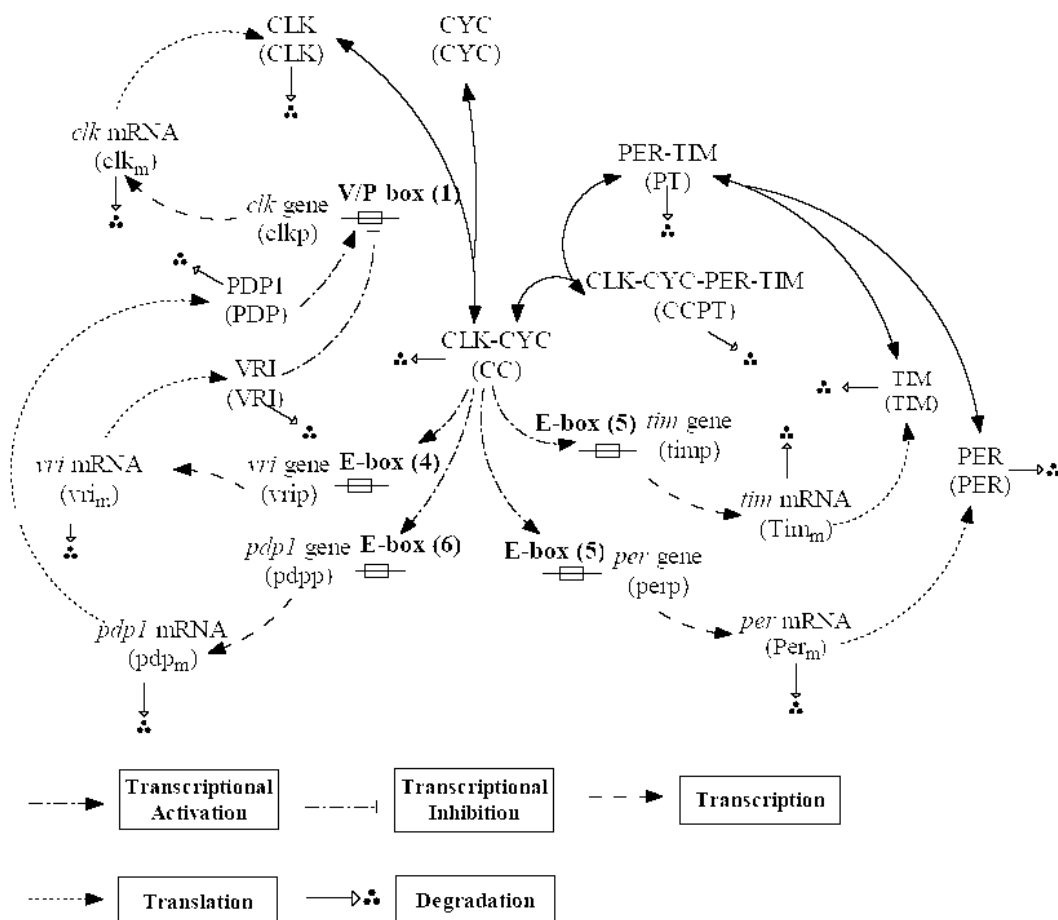 CLK
(CLK)
CYC
(CYC)
clk mRNA
(clkm)
PER-TIM
(PT)
V/P box (1)
clk gene
(clkp)
PDP1
(PDP)
CLK-CYC-PER-TIM
(CCPT)
CLK-CYC
(CC)
VRI
(VRI)
TIM
(TIM)
E-box (5)
tim gene
(timp)
vri mRNA
(vrim)
vri gene
(vrip)
E-box (4)
PER
(PER)
tim mRNA
(Timm)
pdp1 gene
(pdpp)
E-box (6)
E-box (5)
per gene
(perp)
pdp1 mRNA
(pdpm)
per mRNA
(Perm)
Transcriptional
Activation
Transcriptional
Inhibition
Transcription
Translation
Degradation